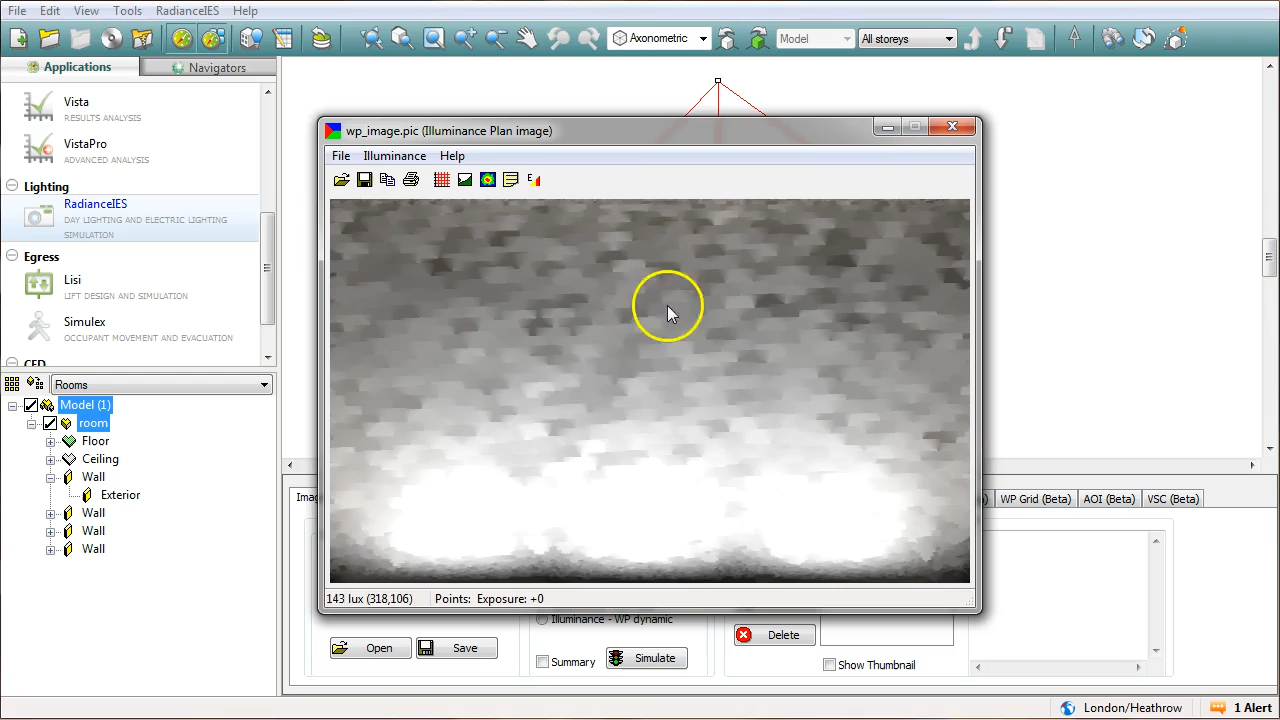 File Edit View Tools RadianceIES Help
Axonometric Model All storeys
Applications Navigators
Vista
RESULTS ANALYSIS
VistaPro
ADVANCED ANALYSIS
Lighting
RadianceIES
DAY LIGHTING AND ELECTRIC LIGHTING
SIMULATION
Egress
Lisi
LIFT DESIGN AND SIMULATION
Simulex
OCCUPANT MOVEMENT AND EVACUATION
Rooms
Model (1)
room
Floor
Ceiling
Wall
Exterior
Wall
Wall
Wall
wp_image.pic (Illuminance Plan image)
File Illuminance Help
E
143 lux (318,106) Points: Exposure: +0
WP Grid (Beta) AOI (Beta) VSC (Beta)
Illuminance - WP dynamic
Open Save
Summary Simulate
Delete
Show Thumbnail
London/Heathrow 1 Alert